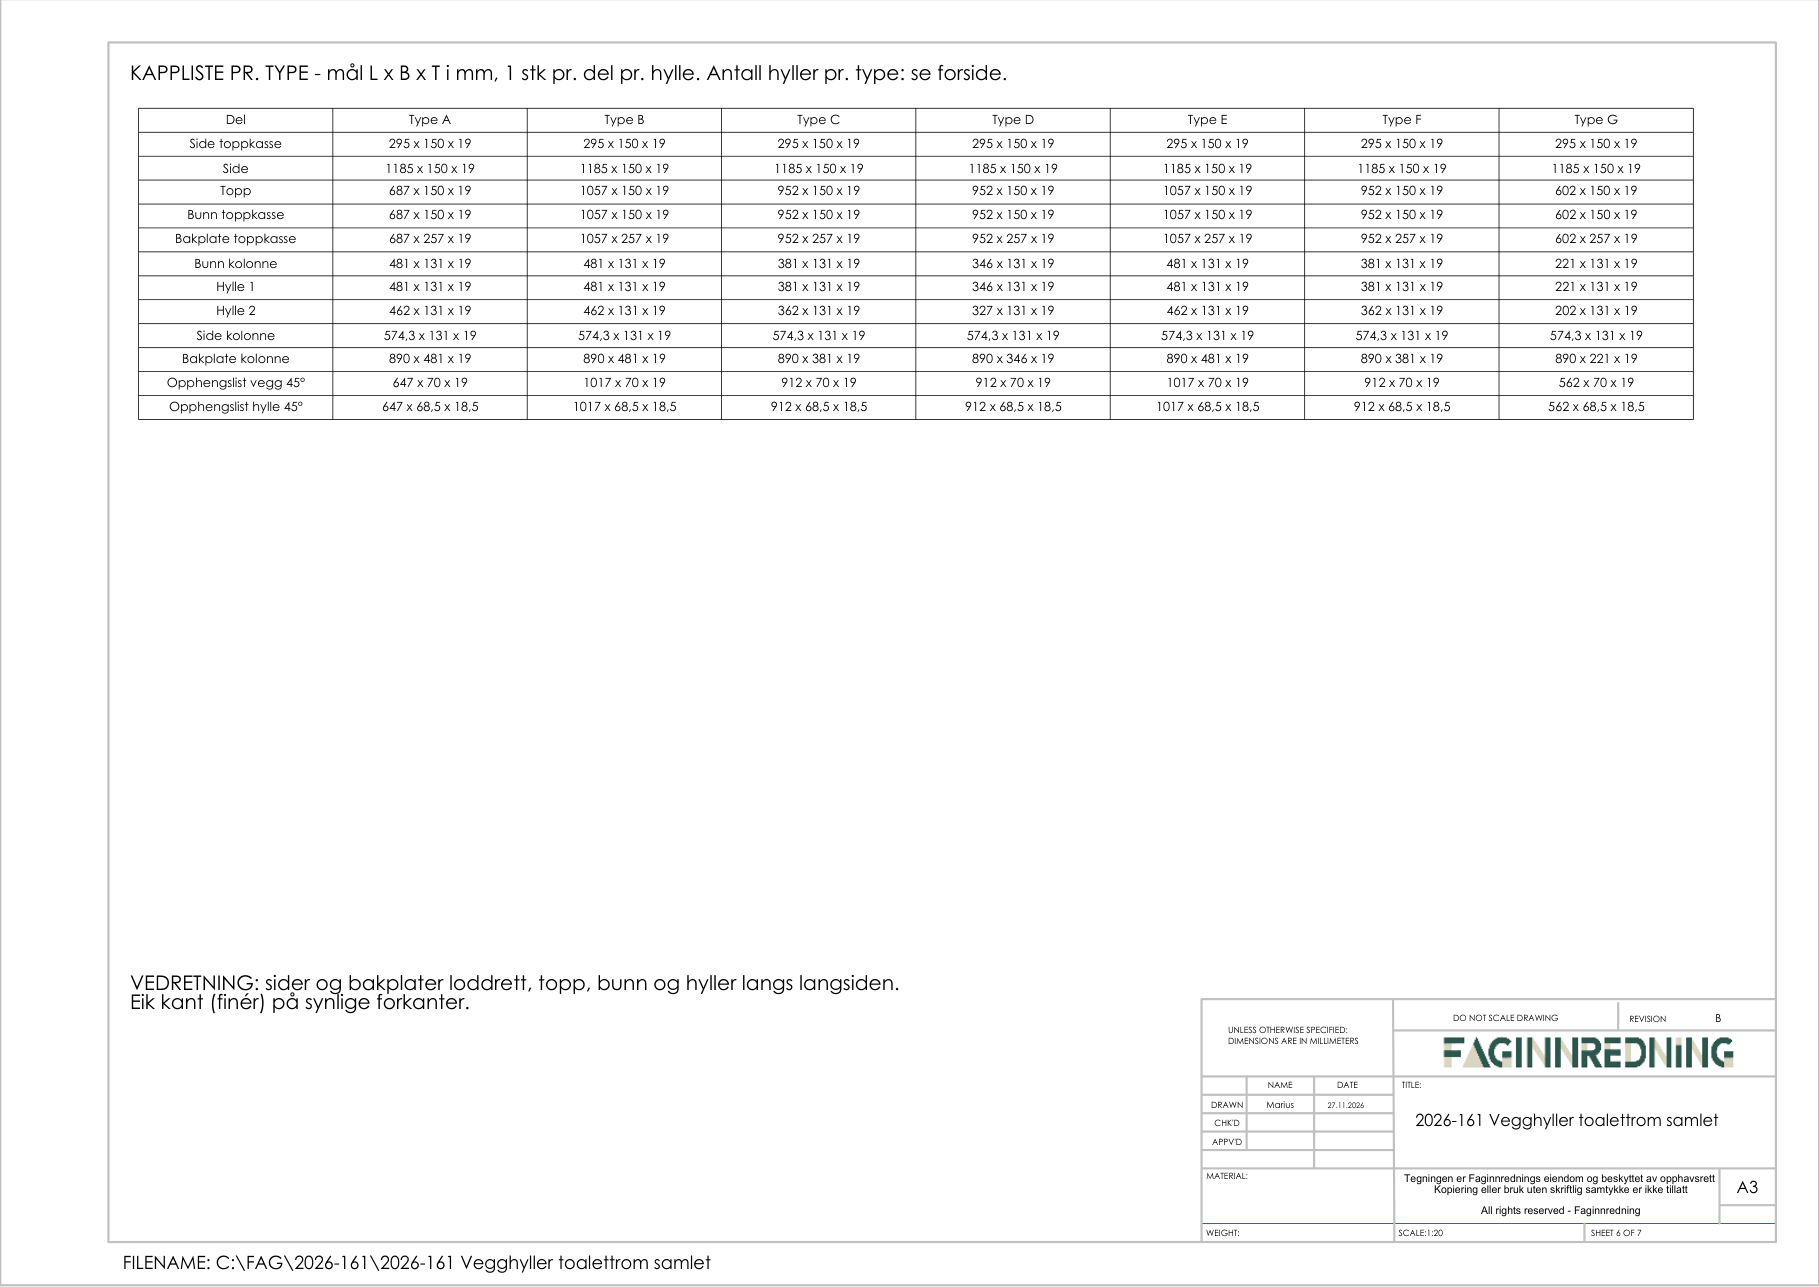 KAPPLISTE PR. TYPE - mål L x B x T i mm, 1 stk pr. del pr. hylle. Antall hyller pr. type: se forside.
Del Type A Type B Type C Type D Type E Type F Type G
Side toppkasse 295 x 150 x 19 295 x 150 x 19 295 x 150 x 19 295 x 150 x 19 295 x 150 x 19 295 x 150 x 19 295 x 150 x 19
Side 1185 x 150 x 19 1185 x 150 x 19 1185 x 150 x 19 1185 x 150 x 19 1185 x 150 x 19 1185 x 150 x 19 1185 x 150 x 19
Topp 687 x 150 x 19 1057 x 150 x 19 952 x 150 x 19 952 x 150 x 19 1057 x 150 x 19 952 x 150 x 19 602 x 150 x 19
Bunn toppkasse 687 x 150 x 19 1057 x 150 x 19 952 x 150 x 19 952 x 150 x 19 1057 x 150 x 19 952 x 150 x 19 602 x 150 x 19
Bakplate toppkasse 687 x 257 x 19 1057 x 257 x 19 952 x 257 x 19 952 x 257 x 19 1057 x 257 x 19 952 x 257 x 19 602 x 257 x 19
Bunn kolonne 481 x 131 x 19 481 x 131 x 19 381 x 131 x 19 346 x 131 x 19 481 x 131 x 19 381 x 131 x 19 221 x 131 x 19
Hylle 1 481 x 131 x 19 481 x 131 x 19 381 x 131 x 19 346 x 131 x 19 481 x 131 x 19 381 x 131 x 19 221 x 131 x 19
Hylle 2 462 x 131 x 19 462 x 131 x 19 362 x 131 x 19 327 x 131 x 19 462 x 131 x 19 362 x 131 x 19 202 x 131 x 19
Side kolonne 574,3 x 131 x 19 574,3 x 131 x 19 574,3 x 131 x 19 574,3 x 131 x 19 574,3 x 131 x 19 574,3 x 131 x 19 574,3 x 131 x 19
Bakplate kolonne 890 x 481 x 19 890 x 481 x 19 890 x 381 x 19 890 x 346 x 19 890 x 481 x 19 890 x 381 x 19 890 x 221 x 19
Opphengslist vegg 45° 647 x 70 x 19 1017 x 70 x 19 912 x 70 x 19 912 x 70 x 19 1017 x 70 x 19 912 x 70 x 19 562 x 70 x 19
Opphengslist hylle 45° 647 x 68,5 x 18,5 1017 x 68,5 x 18,5 912 x 68,5 x 18,5 912 x 68,5 x 18,5 1017 x 68,5 x 18,5 912 x 68,5 x 18,5 562 x 68,5 x 18,5
VEDRETNING: sider og bakplater loddrett, topp, bunn og hyller langs langsiden.
Eik kant (finér) på synlige forkanter.
UNLESS OTHERWISE SPECIFIED:
DIMENSIONS ARE IN MILLIMETERS
DO NOT SCALE DRAWING REVISION B
FAGINNREDNING
NAME DATE
DRAWN Marius 27.11.2026
CHK'D
APPV'D
TITLE:
2026-161 Vegghyller toalettrom samlet
MATERIAL:
Tegningen er Faginnrednings eiendom og beskyttet av opphavsrett
Kopiering eller bruk uten skriftlig samtykke er ikke tillatt
All rights reserved - Faginnredning
A3
WEIGHT:
SCALE:1:20
SHEET 6 OF 7
FILENAME: C:\FAG\2026-161\2026-161 Vegghyller toalettrom samlet